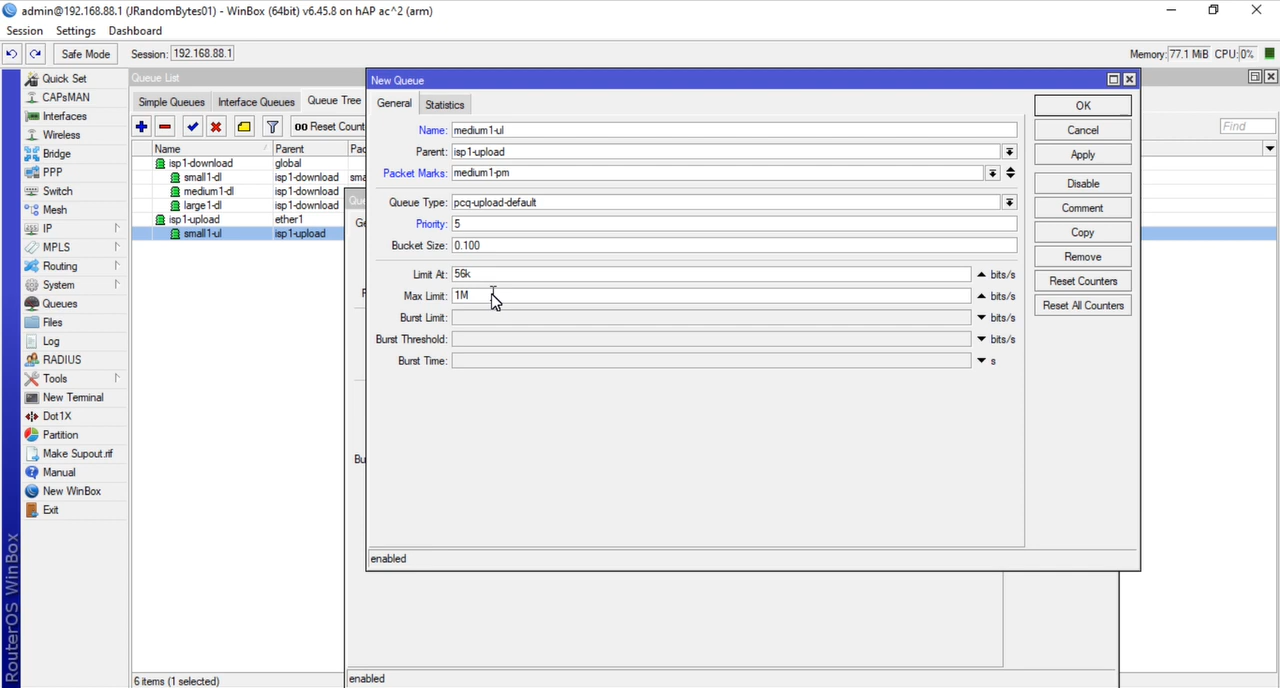 admin@192.168.88.1 (JRandomBytes01) - WinBox (64bit) v6.45.8 on hAP ac^2 (arm)
Session Settings Dashboard
Safe Mode Session: 192.168.88.1 Memory: 77.1 MiB CPU: 0%
Quick Set
CAPsMAN
Interfaces
Wireless
Bridge
PPP
Switch
Mesh
IP
MPLS
Routing
System
Queues
Files
Log
RADIUS
Tools
New Terminal
Dot1X
Partition
Make Supout.rif
Manual
New WinBox
Exit
RouterOS WinBox
Queue List
Simple Queues Interface Queues Queue Tree
00 Reset Count
Find
Name Parent Pac
isp1-download global
small1-dl isp1-download sma
medium1-dl isp1-download
large1-dl isp1-download
isp1-upload ether1
small1-ul isp1-upload
6 items (1 selected)
Que
Ge
Bu
enabled
New Queue
General Statistics
Name: medium1-ul
Parent: isp1-upload
Packet Marks: medium1-pm
Queue Type: pcq-upload-default
Priority: 5
Bucket Size: 0.100
Limit At: 56k bits/s
Max Limit: 1M bits/s
Burst Limit: bits/s
Burst Threshold: bits/s
Burst Time: s
OK
Cancel
Apply
Disable
Comment
Copy
Remove
Reset Counters
Reset All Counters
enabled